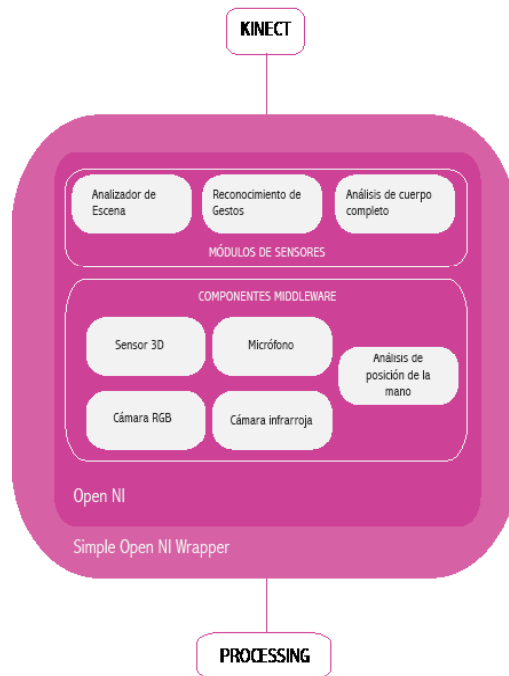 KINECT
Analizador de
Escena
Reconocimiento de
Gestos
Análisis de cuerpo
completo
MÓDULOS DE SENSORES
COMPONENTES MIDDLEWARE
Sensor 3D
Micrófono
Análisis de
posición de la
mano
Cámara RGB
Cámara infrarroja
Open NI
Simple Open NI Wrapper
PROCESSING